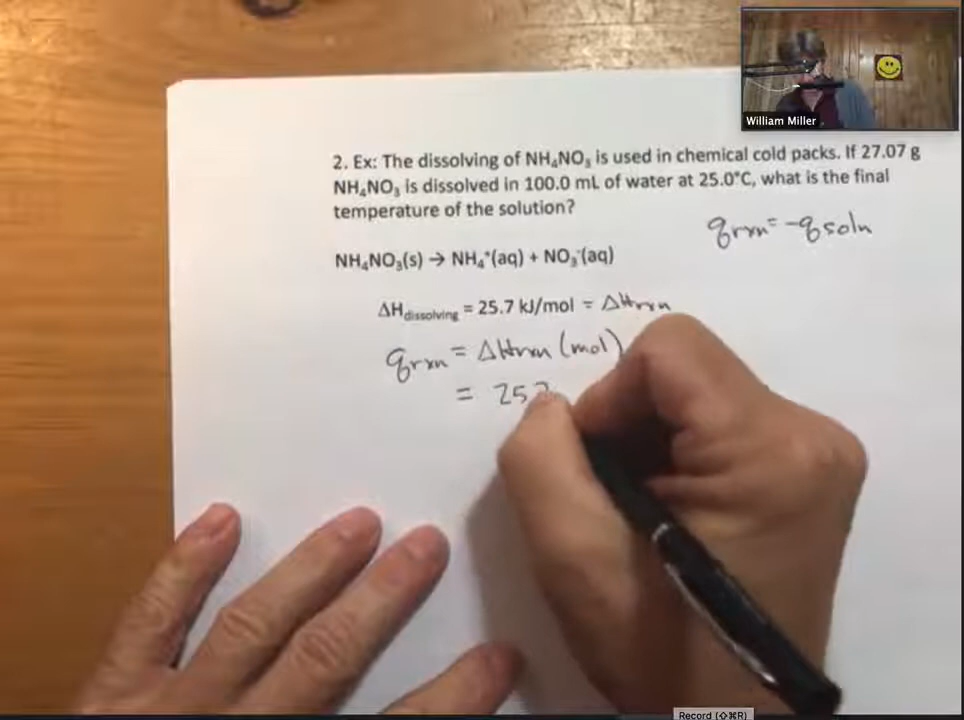 William Miller
2. Ex: The dissolving of NH₄NO₃ is used in chemical cold packs. If 27.07 g
NH₄NO₃ is dissolved in 100.0 mL of water at 25.0°C, what is the final
temperature of the solution?
qrxn = -qsoln
NH₄NO₃(s) → NH₄⁺(aq) + NO₃⁻(aq)
ΔHdissolving = 25.7 kJ/mol = ΔHrxn
qrxn = ΔHrxn (mol)
= 25
Record (⇧⌘R)